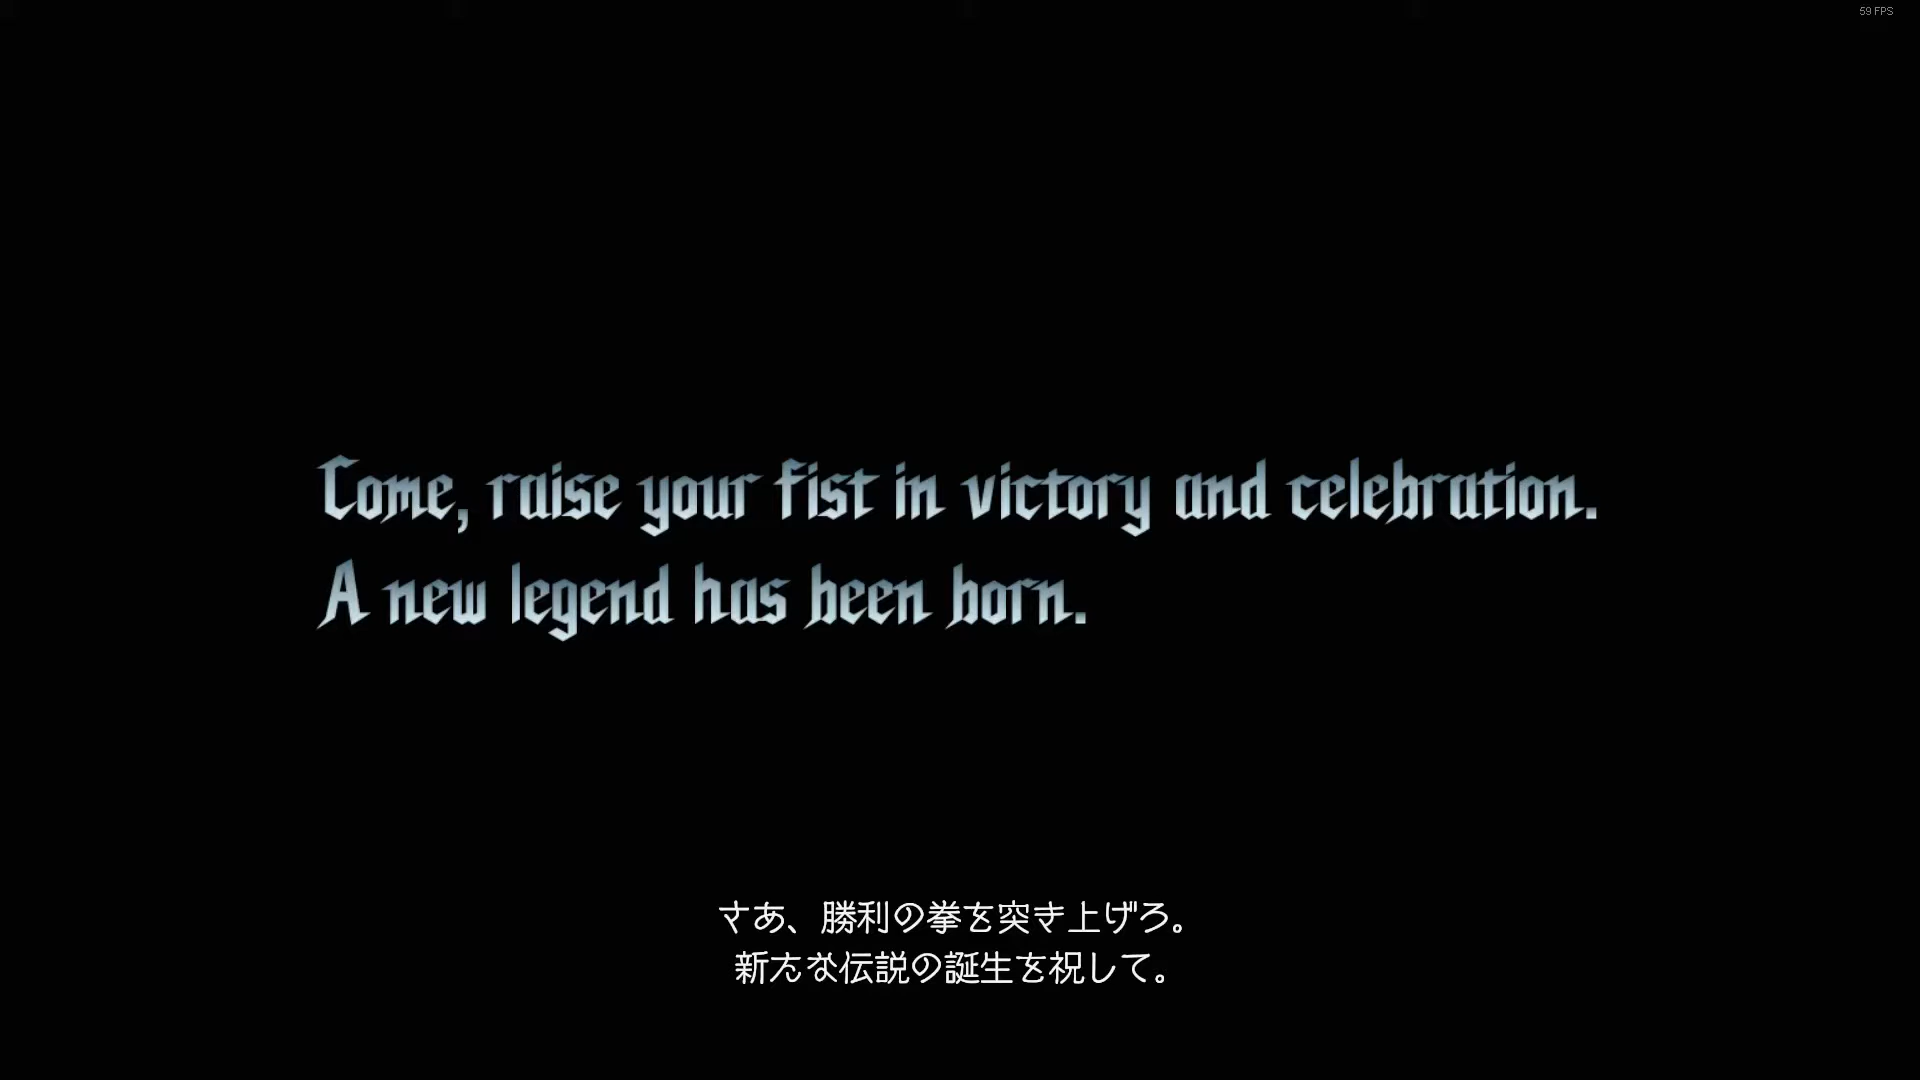 59 FPS
Come, raise your fist in victory and celebration.
A new legend has been born.
さあ、勝利の拳を突き上げろ。
新たな伝説の誕生を祝して。